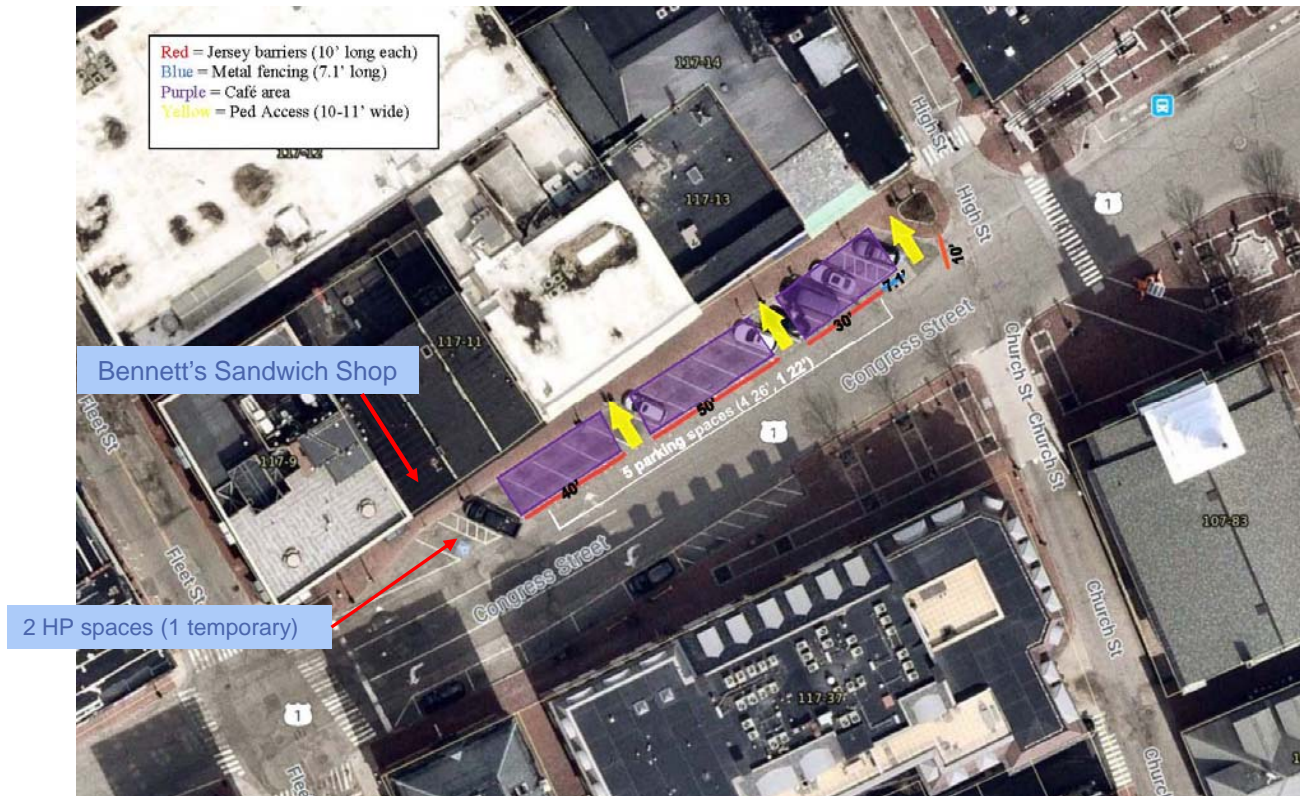 Red = Jersey barriers (10' long each)
Blue = Metal fencing (7.1' long)
Purple = Café area
Yellow = Ped Access (10-11' wide)
117-12
117-14
High St
High St
117-13
1
10'
7.1'
30'
Congress Street
117-11
Bennett's Sandwich Shop
50'
5 parking spaces (4 26' ,1 22')
1
Church St
Church St
Fleet St
117-9
40'
107-83
Fleet St
Congress Street
2 HP spaces (1 temporary)
Church St
117-37
1